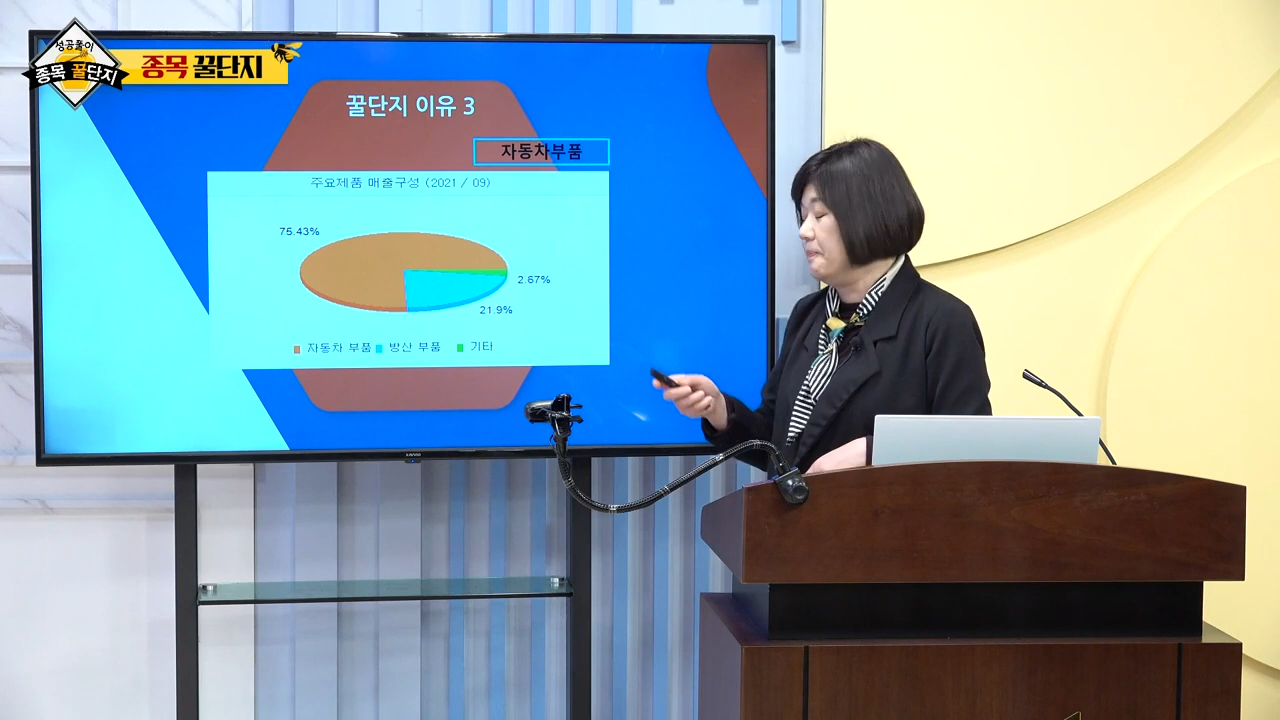 성공풀이
종목 꿀단지
종목 꿀단지
꿀단지 이유 3
자동차부품
주요제품 매출구성 (2021 / 09)
75.43%
2.67%
21.9%
자동차 부품 방산 부품 기타